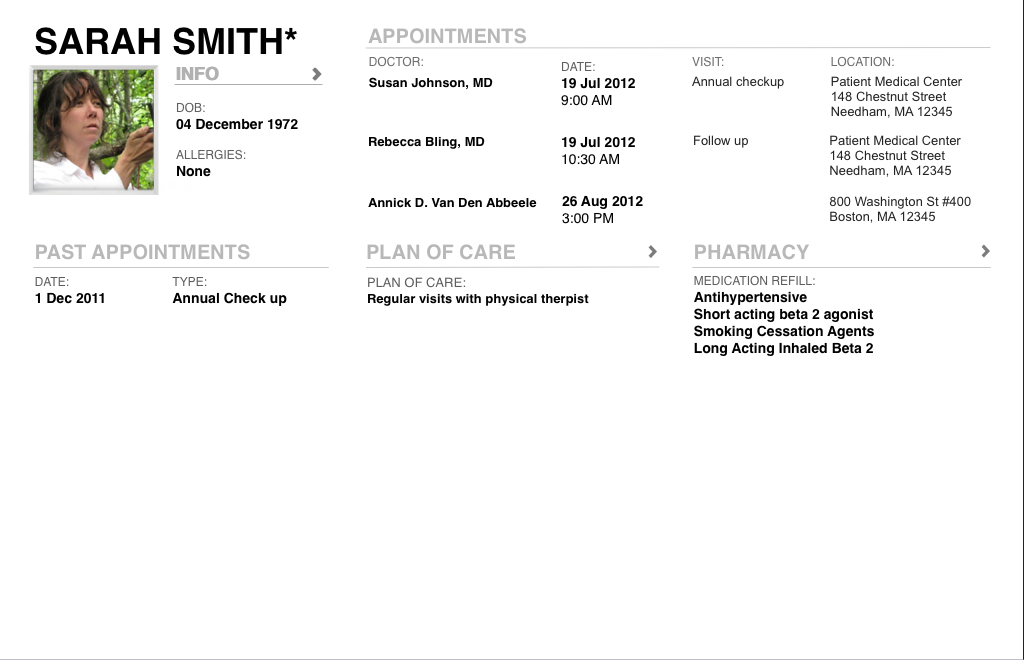 SARAH SMITH*
INFO
DOB:
04 December 1972
ALLERGIES:
None
APPOINTMENTS
DOCTOR: DATE: VISIT: LOCATION:
Susan Johnson, MD 19 Jul 2012 Annual checkup Patient Medical Center
9:00 AM 148 Chestnut Street
Needham, MA 12345
Rebecca Bling, MD 19 Jul 2012 Follow up Patient Medical Center
10:30 AM 148 Chestnut Street
Needham, MA 12345
Annick D. Van Den Abbeele 26 Aug 2012 800 Washington St #400
3:00 PM Boston, MA 12345
PAST APPOINTMENTS
DATE: TYPE:
1 Dec 2011 Annual Check up
PLAN OF CARE
PLAN OF CARE:
Regular visits with physical therpist
PHARMACY
MEDICATION REFILL:
Antihypertensive
Short acting beta 2 agonist
Smoking Cessation Agents
Long Acting Inhaled Beta 2